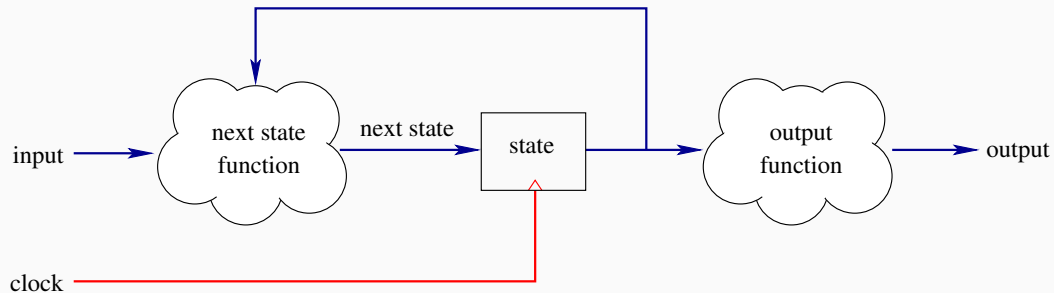 next state
function
next state
state
output
function
input
output
clock